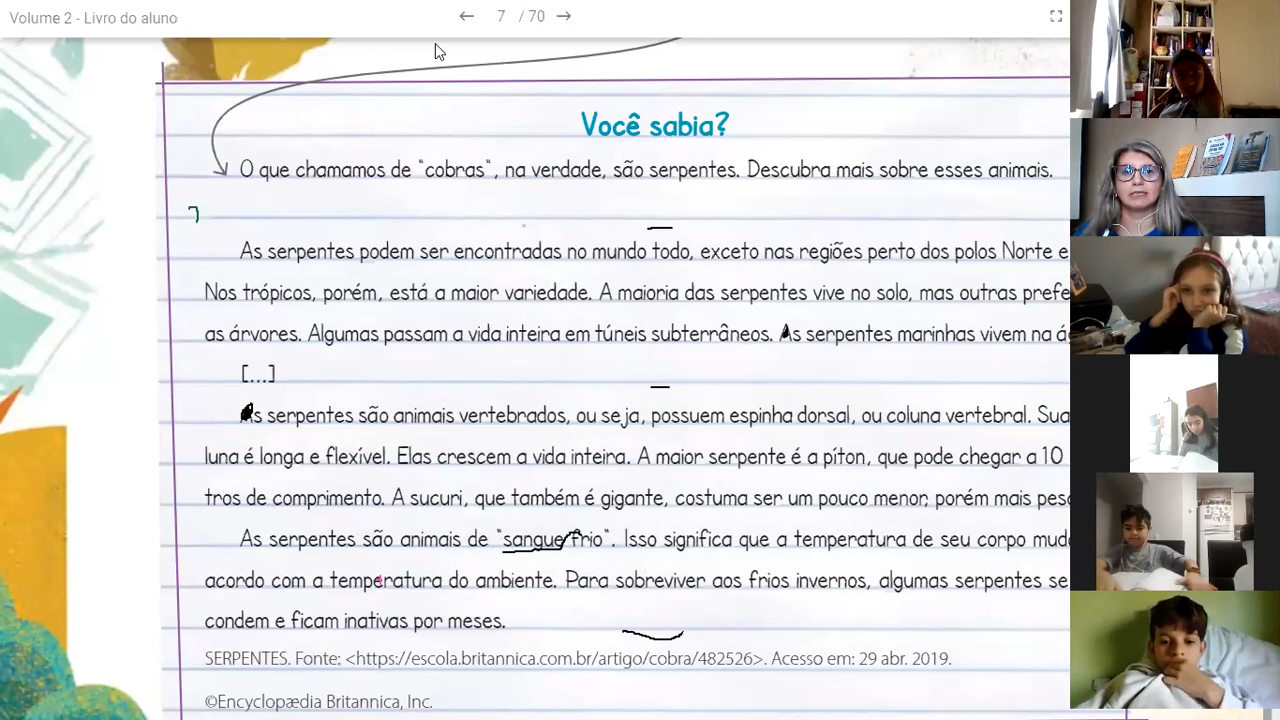 Volume 2 - Livro do aluno
7 / 70
Você sabia?
O que chamamos de "cobras", na verdade, são serpentes. Descubra mais sobre esses animais.
As serpentes podem ser encontradas no mundo todo, exceto nas regiões perto dos polos Norte e
Nos trópicos, porém, está a maior variedade. A maioria das serpentes vive no solo, mas outras prefe
as árvores. Algumas passam a vida inteira em túneis subterrâneos. As serpentes marinhas vivem na á
[...]
As serpentes são animais vertebrados, ou seja, possuem espinha dorsal, ou coluna vertebral. Sua
luna é longa e flexível. Elas crescem a vida inteira. A maior serpente é a píton, que pode chegar a 10
tros de comprimento. A sucuri, que também é gigante, costuma ser um pouco menor, porém mais pes
As serpentes são animais de "sangue frio". Isso significa que a temperatura de seu corpo mud
acordo com a temperatura do ambiente. Para sobreviver aos frios invernos, algumas serpentes se
condem e ficam inativas por meses.
SERPENTES. Fonte: <https://escola.britannica.com.br/artigo/cobra/482526>. Acesso em: 29 abr. 2019.
©Encyclopædia Britannica, Inc.